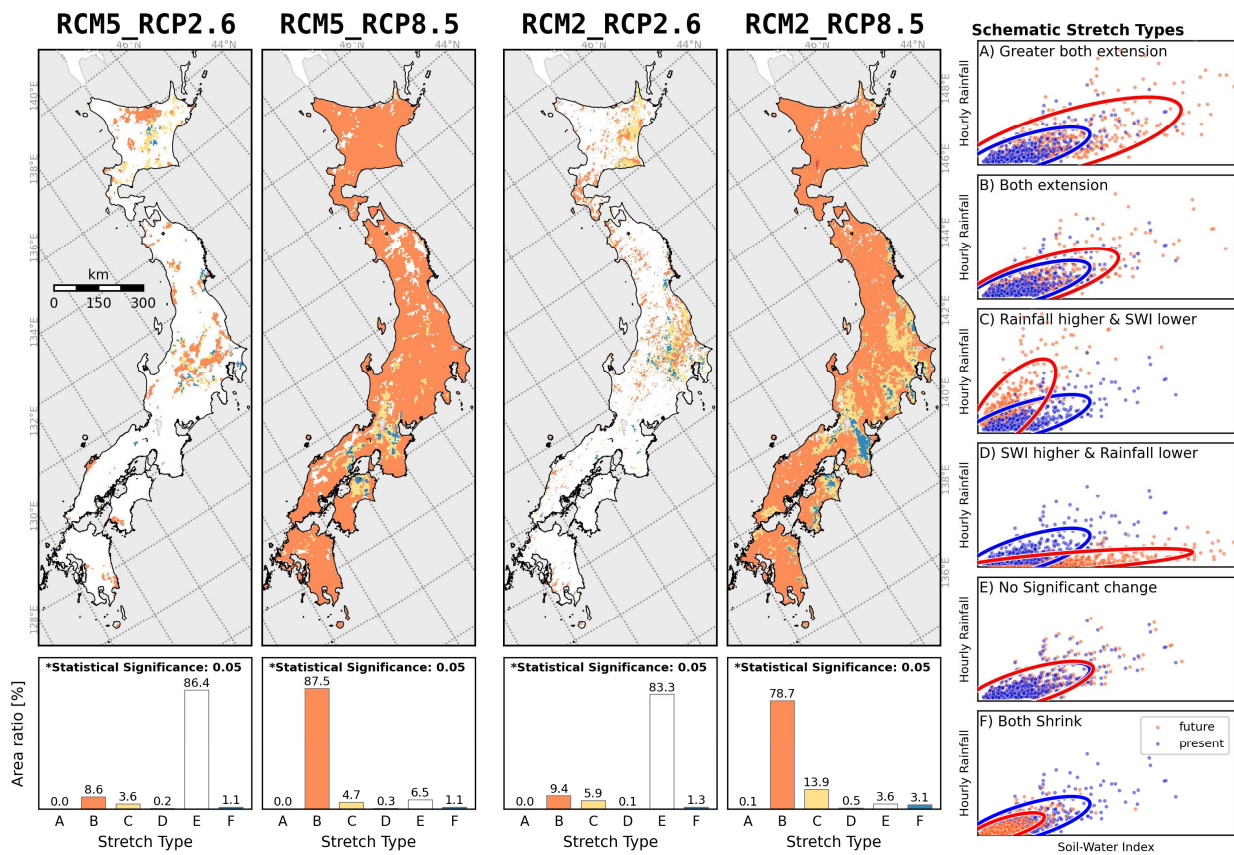 RCM5_RCP2.6
RCM5_RCP8.5
RCM2_RCP2.6
RCM2_RCP8.5
46°N 44°N
46°N 44°N
46°N 44°N
46°N 44°N
140°E
138°E
136°E
134°E
132°E
130°E
128°E
148°E
146°E
144°E
142°E
140°E
138°E
136°E
km
0 150 300
*Statistical Significance: 0.05
*Statistical Significance: 0.05
*Statistical Significance: 0.05
*Statistical Significance: 0.05
Area ratio [%]
0.0 8.6 3.6 0.2 86.4 1.1
A B C D E F
Stretch Type
0.0 87.5 4.7 0.3 6.5 1.1
A B C D E F
Stretch Type
0.0 9.4 5.9 0.1 83.3 1.3
A B C D E F
Stretch Type
0.1 78.7 13.9 0.5 3.6 3.1
A B C D E F
Stretch Type
Schematic Stretch Types
A) Greater both extension
Hourly Rainfall
B) Both extension
Hourly Rainfall
C) Rainfall higher & SWI lower
Hourly Rainfall
D) SWI higher & Rainfall lower
Hourly Rainfall
E) No Significant change
Hourly Rainfall
F) Both Shrink
future
present
Hourly Rainfall
Soil-Water Index